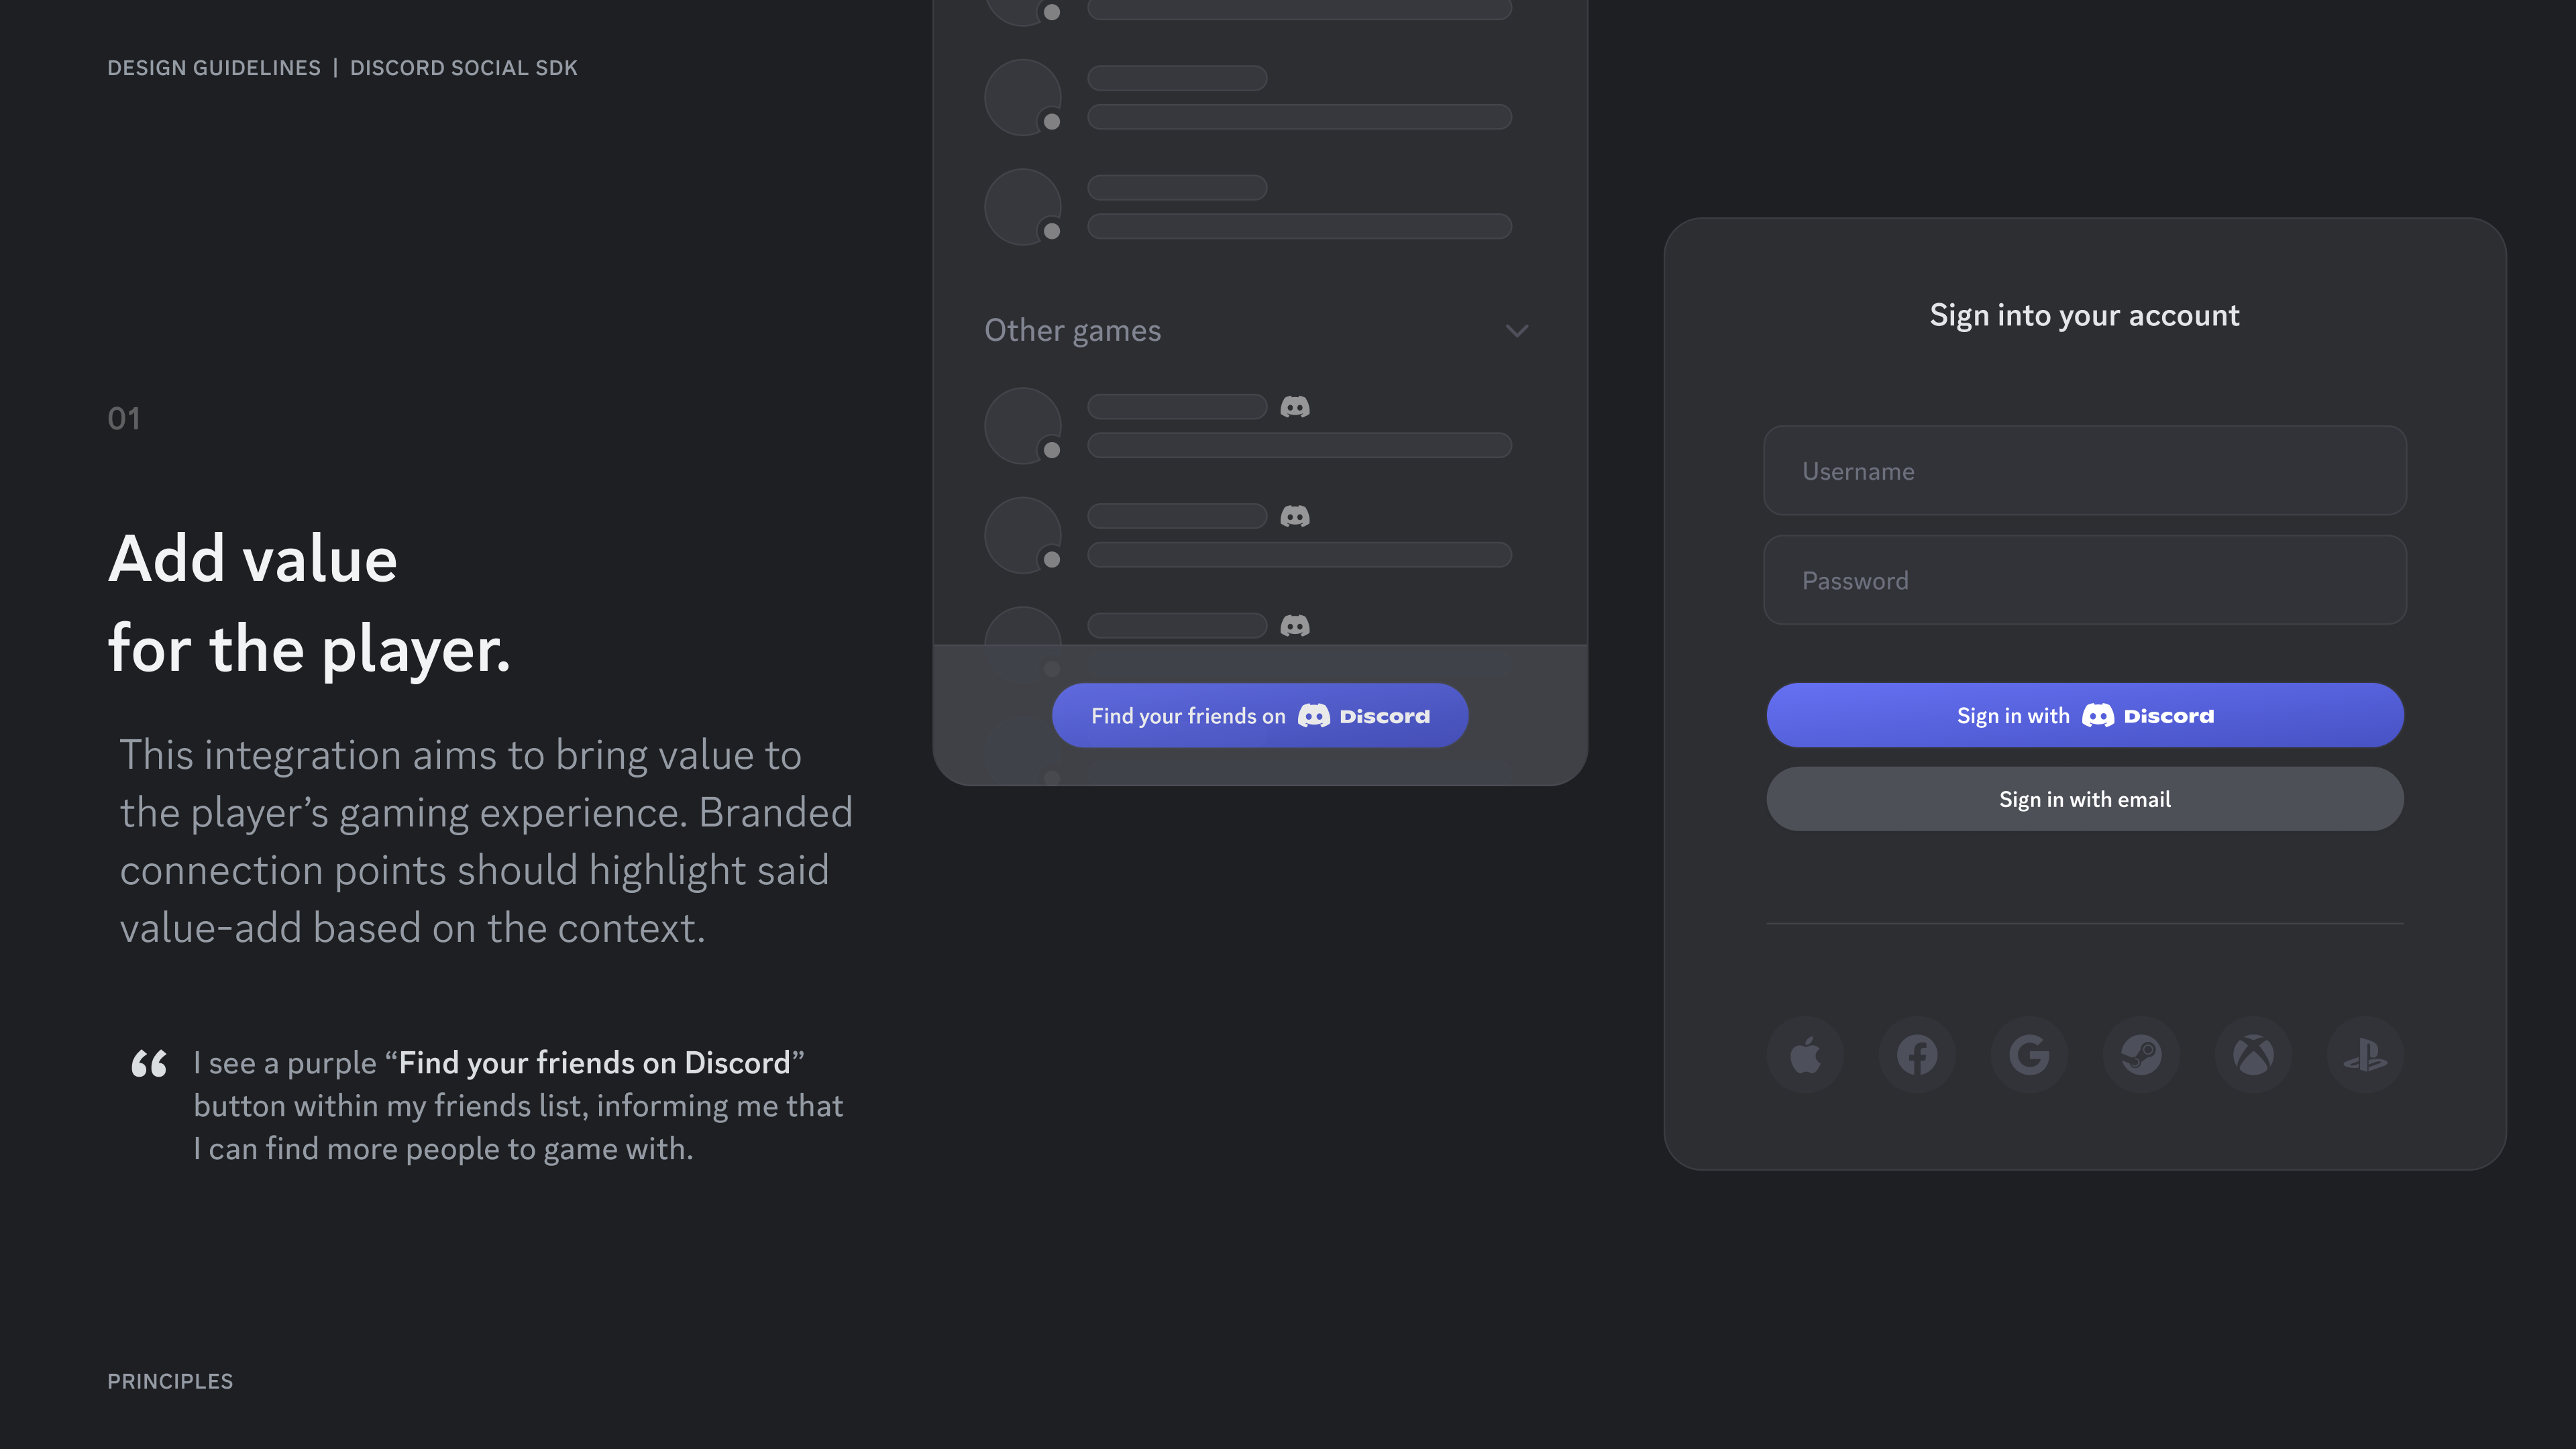 DESIGN GUIDELINES | DISCORD SOCIAL SDK
01
Add value
for the player.
This integration aims to bring value to
the player’s gaming experience. Branded
connection points should highlight said
value-add based on the context.
“ I see a purple “Find your friends on Discord”
button within my friends list, informing me that
I can find more people to game with.
PRINCIPLES
Other games
Find your friends on Discord
Sign into your account
Username
Password
Sign in with Discord
Sign in with email